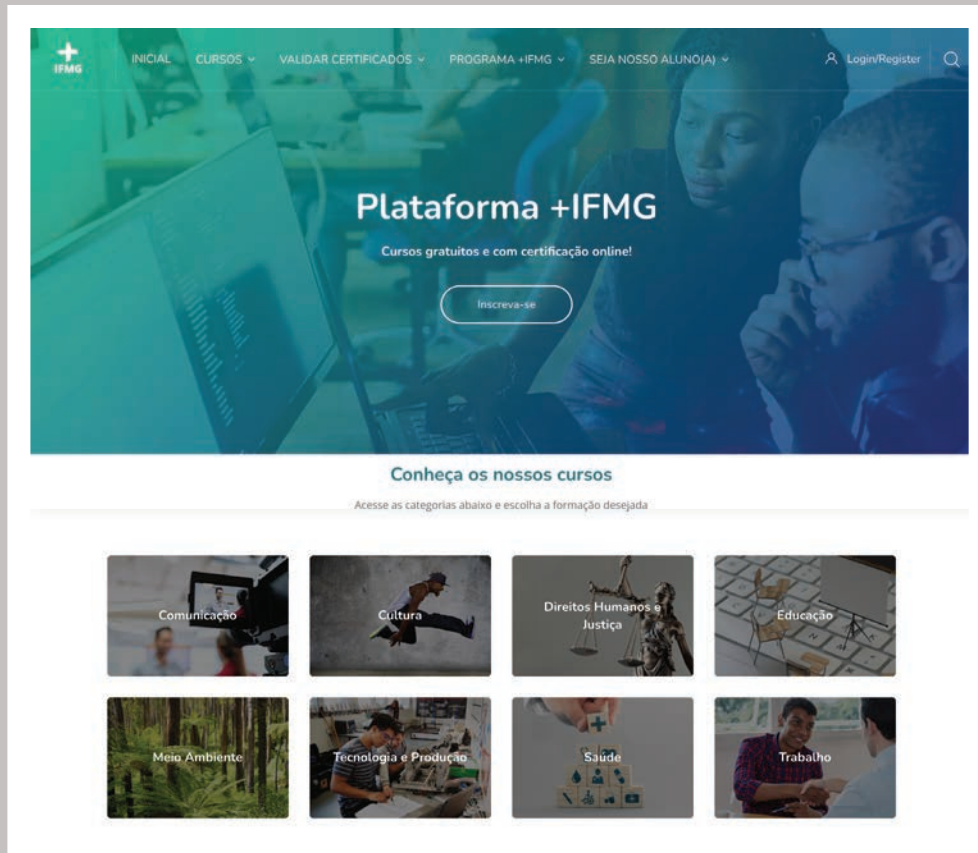 IFMG
INICIAL CURSOS VALIDAR CERTIFICADOS PROGRAMA +IFMG SEJA NOSSO ALUNO(A) Login/Register
Plataforma +IFMG
Cursos gratuitos e com certificação online!
Inscreva-se
Conheça os nossos cursos
Acesse as categorias abaixo e escolha a formação desejada
Comunicação
Cultura
Direitos Humanos e
Justiça
Educação
Meio Ambiente
Tecnologia e Produção
Saúde
Trabalho